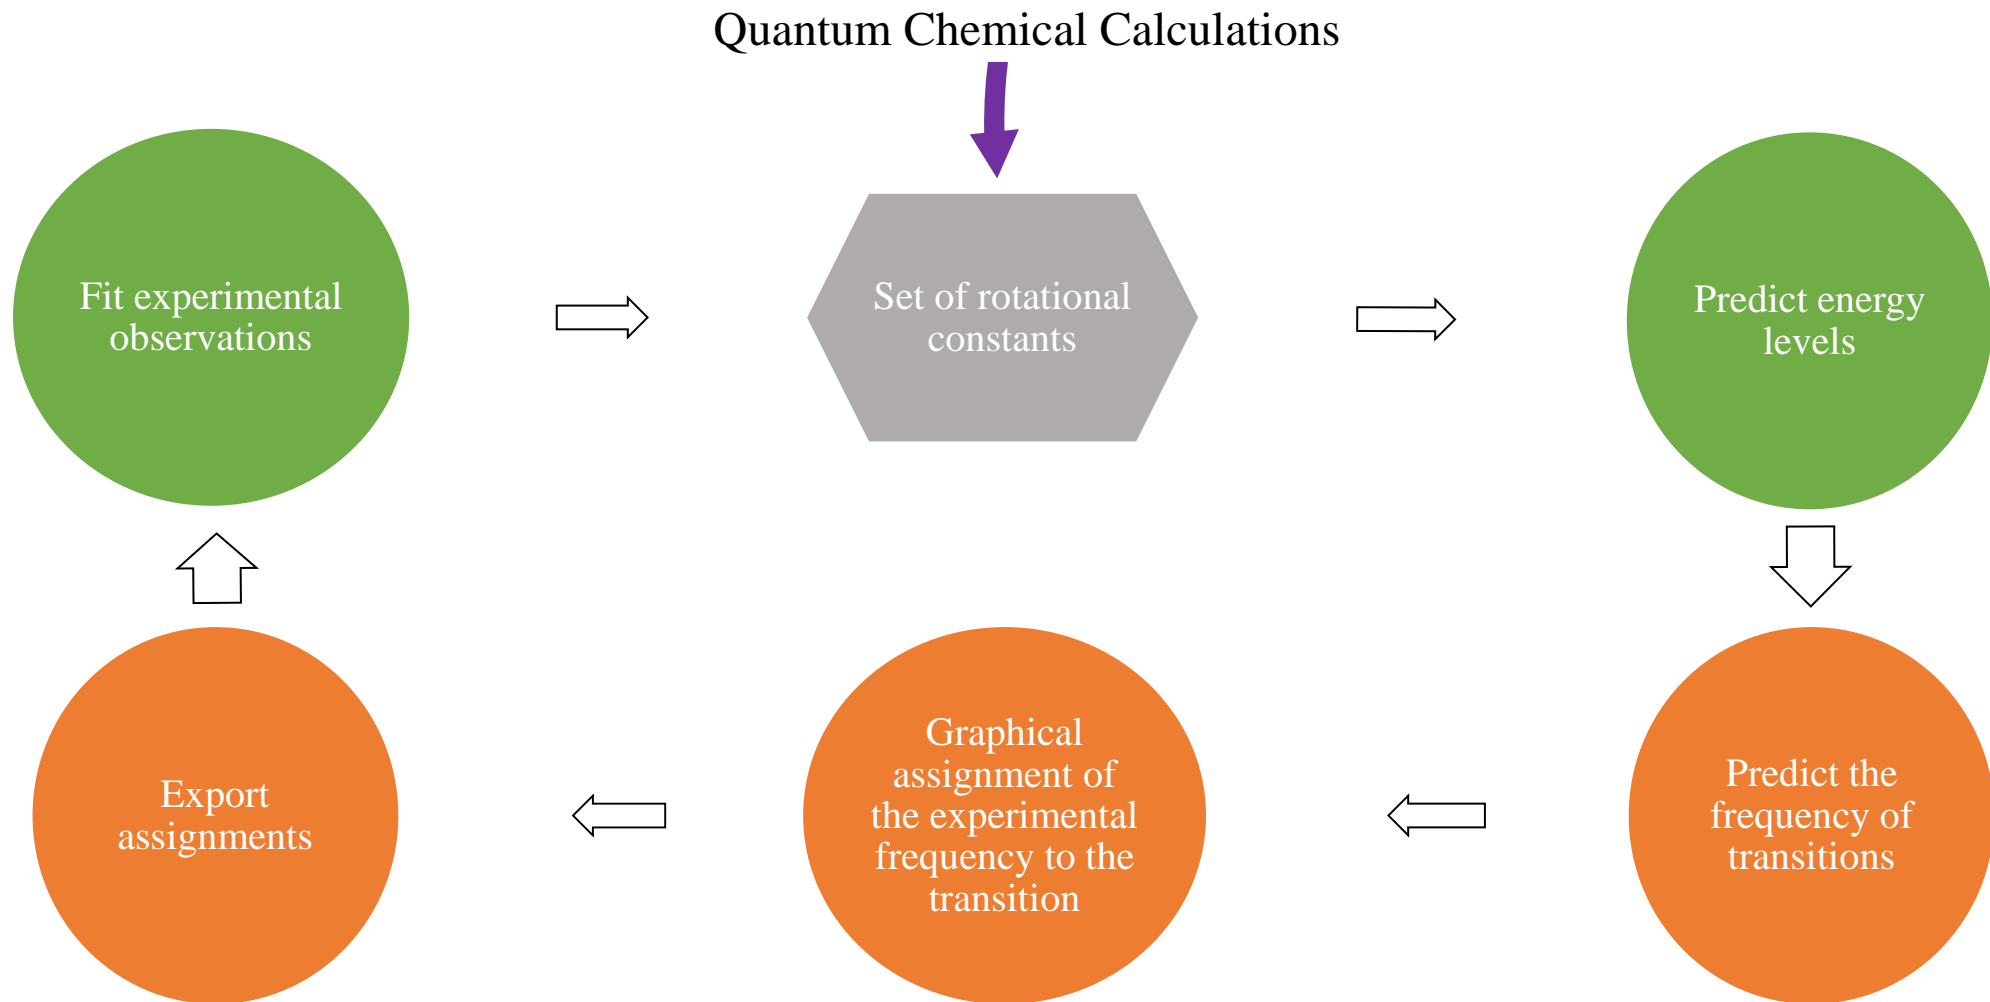 Quantum Chemical Calculations
Fit experimental
observations
Set of rotational
constants
Predict energy
levels
Export
assignments
Graphical
assignment of
the experimental
frequency to the
transition
Predict the
frequency of
transitions